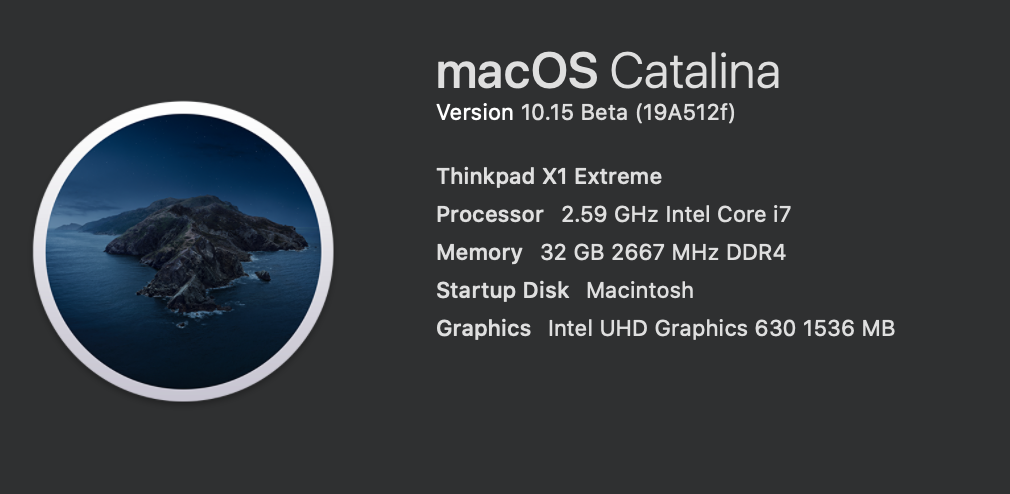 macOS Catalina
Version 10.15 Beta (19A512f)
Thinkpad X1 Extreme
Processor 2.59 GHz Intel Core i7
Memory 32 GB 2667 MHz DDR4
Startup Disk Macintosh
Graphics Intel UHD Graphics 630 1536 MB